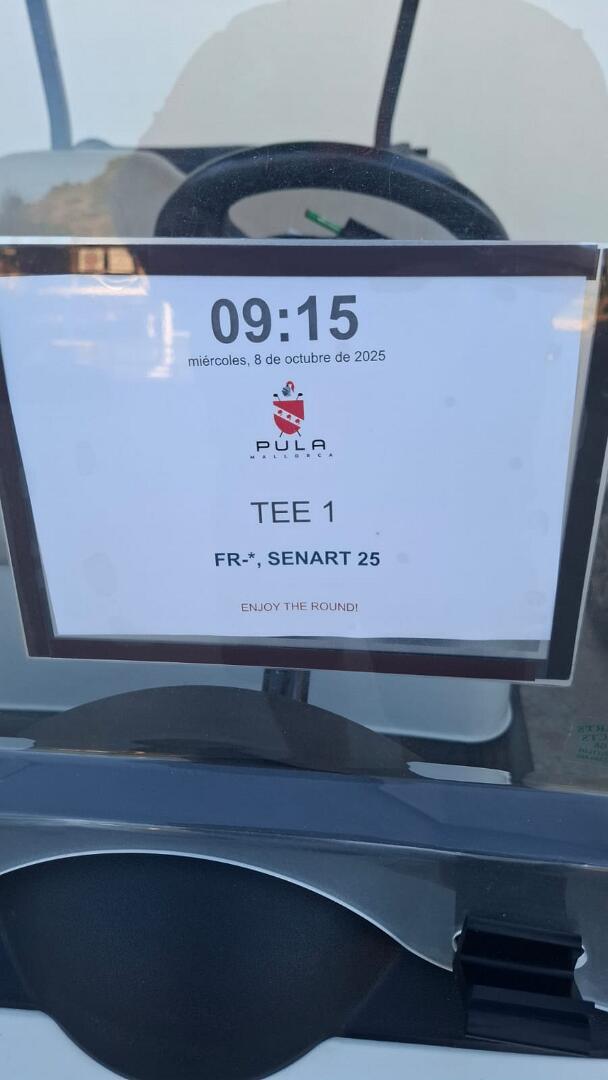 09:15
miércoles, 8 de octubre de 2025
PULA
MALLORCA
TEE 1
FR-*, SENART 25
ENJOY THE ROUND!